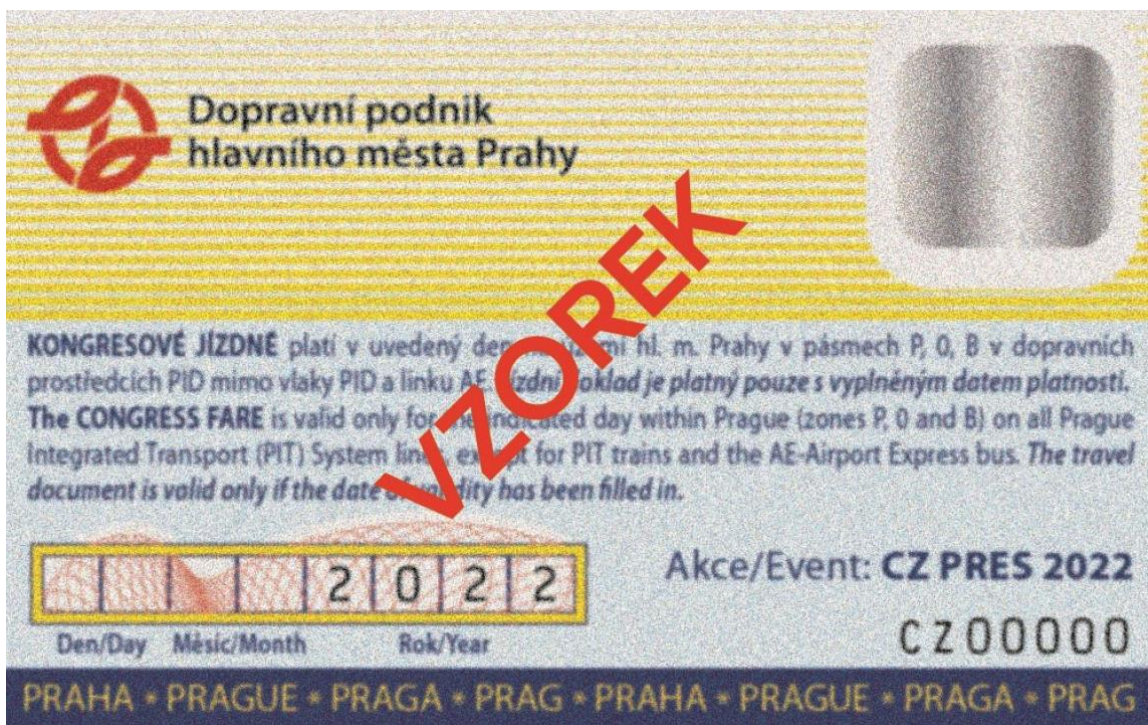 Dopravní podnik
hlavního města Prahy
VZOREK
KONGRESOVÉ JÍZDNÉ platí v uvedený den území hl. m. Prahy v pásmech P, 0, B v dopravních
prostředcích PID mimo vlaky PID a linku AE. Jízdní doklad je platný pouze s vyplněným datem platnosti.
The CONGRESS FARE is valid only for the indicated day within Prague (zones P, 0 and B) on all Prague
Integrated Transport (PIT) System lines, except for PIT trains and the AE-Airport Express bus. The travel
document is valid only if the date of validity has been filled in.
2 0 2 2
Den/Day Měsíc/Month Rok/Year
Akce/Event: CZ PRES 2022
CZ00000
PRAHA • PRAGUE • PRAGA • PRAG • PRAHA • PRAGUE • PRAGA • PRAG